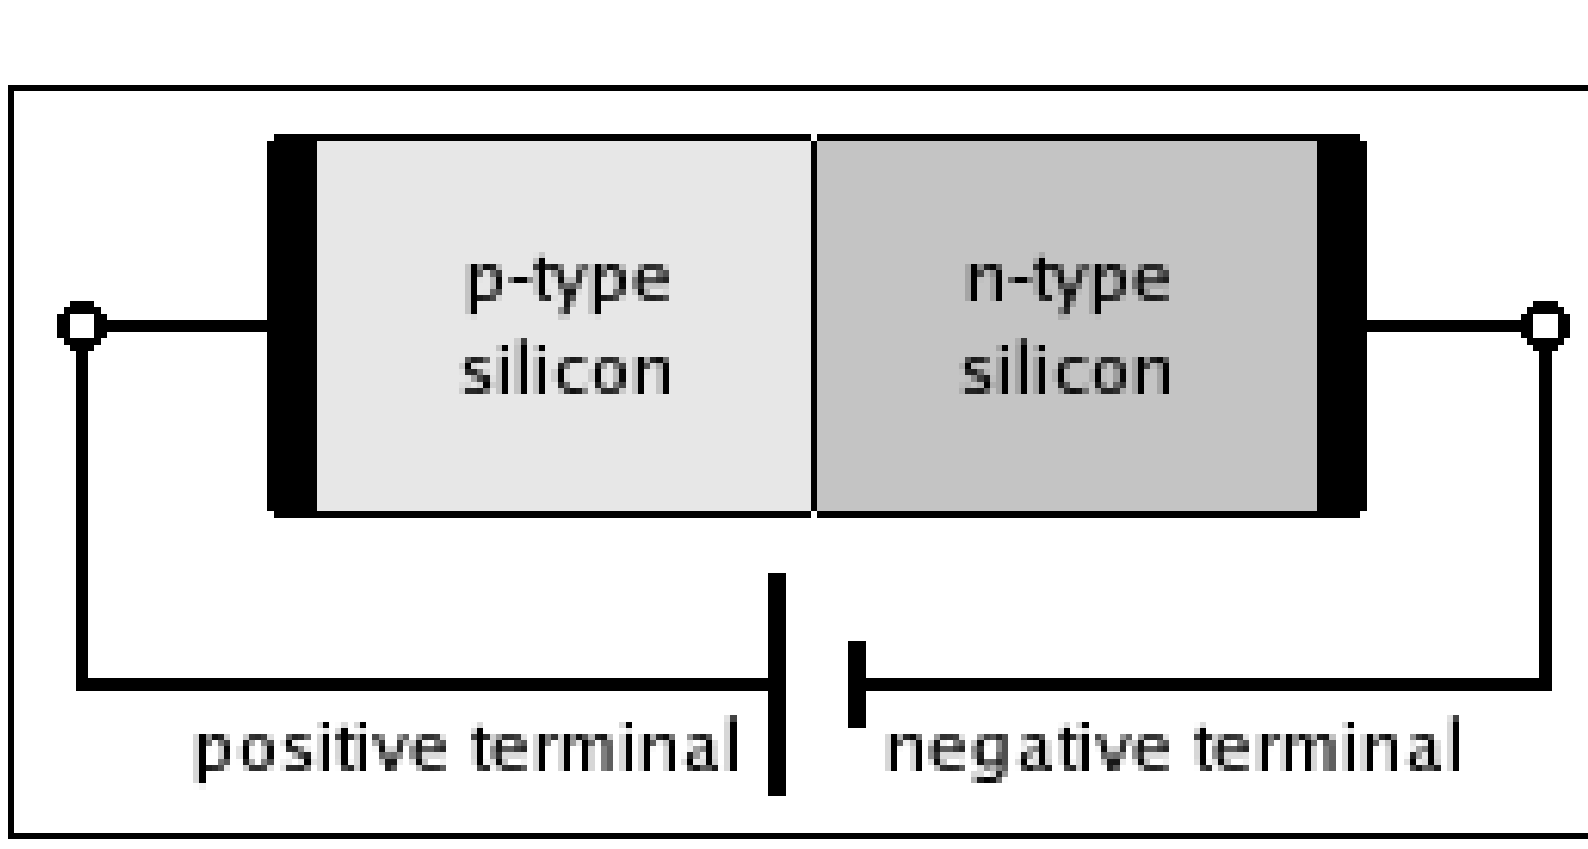 p-type
silicon
n-type
silicon
positive terminal
negative terminal